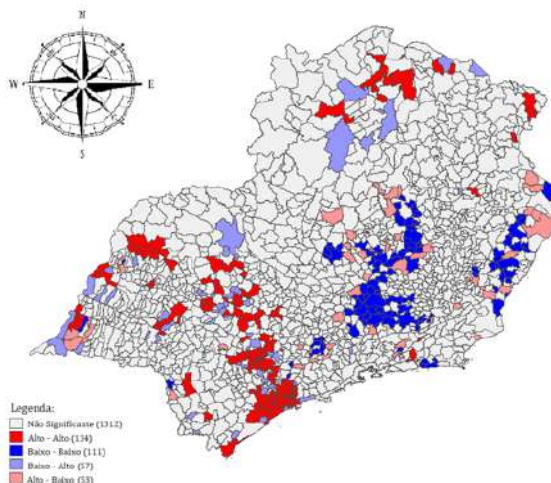 N
W
E
S
Legenda:
Não Significante (1312)
Alto - Alto (134)
Baixo - Baixo (111)
Baixo - Alto (57)
Alto - Baixo (53)